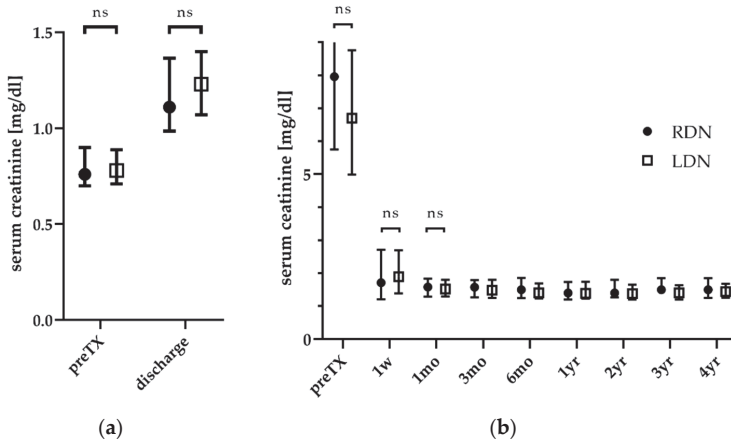 ns
ns
1.5
1.0
0.5
0.0
serum creatinine [mg/dl]
preTX
discharge
(a)
ns
5
0
serum ceatinine [mg/dl]
ns
ns
RDN
LDN
preTX
1w
1mo
3mo
6mo
1yr
2yr
3yr
4yr
(b)